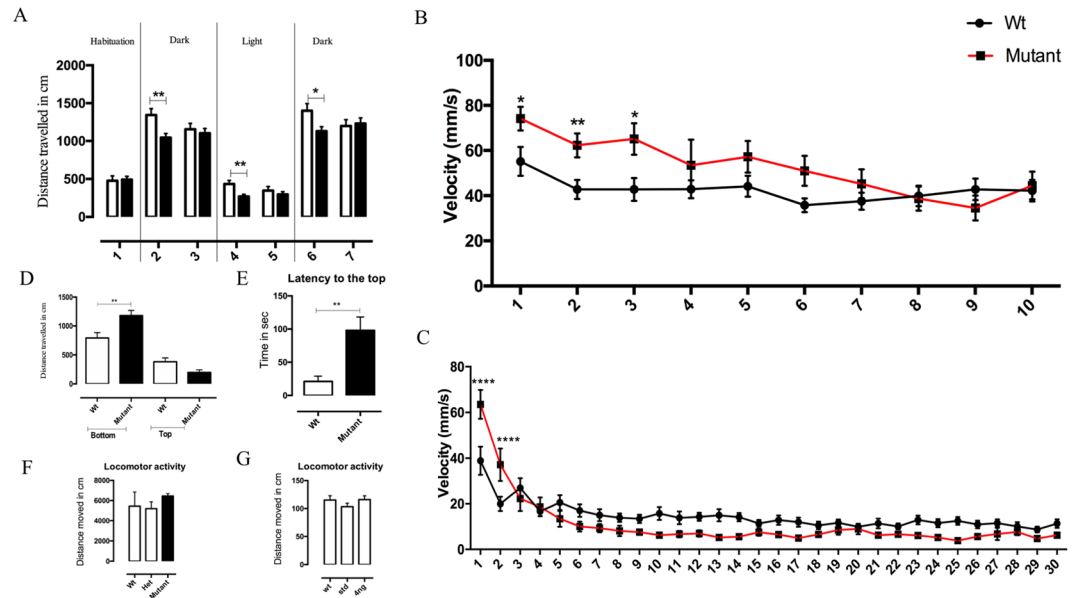 A
Habituation
Dark
Light
Dark
Distance travelled in cm
2000
1500
1000
500
0
**
**
*
1 2 3 4 5 6 7
B
Wt
Mutant
Velocity (mm/s)
100
80
60
40
20
0
* ** *
1 2 3 4 5 6 7 8 9 10
D
Distance travelled in cm
1500
1000
500
0
**
Wt Mutant Wt Mutant
Bottom Top
E
Latency to the top
Time in sec
150
100
50
0
**
Wt Mutant
C
Velocity (mm/s)
80
60
40
20
0
****
****
1 2 3 4 5 6 7 8 9 10 11 12 13 14 15 16 17 18 19 20 21 22 23 24 25 26 27 28 29 30
F
Locomotor activity
Distance moved in cm
8000
6000
4000
2000
0
Wt Het Mutant
G
Locomotor activity
Distance moved in cm
150
100
50
0
wt std 4ng